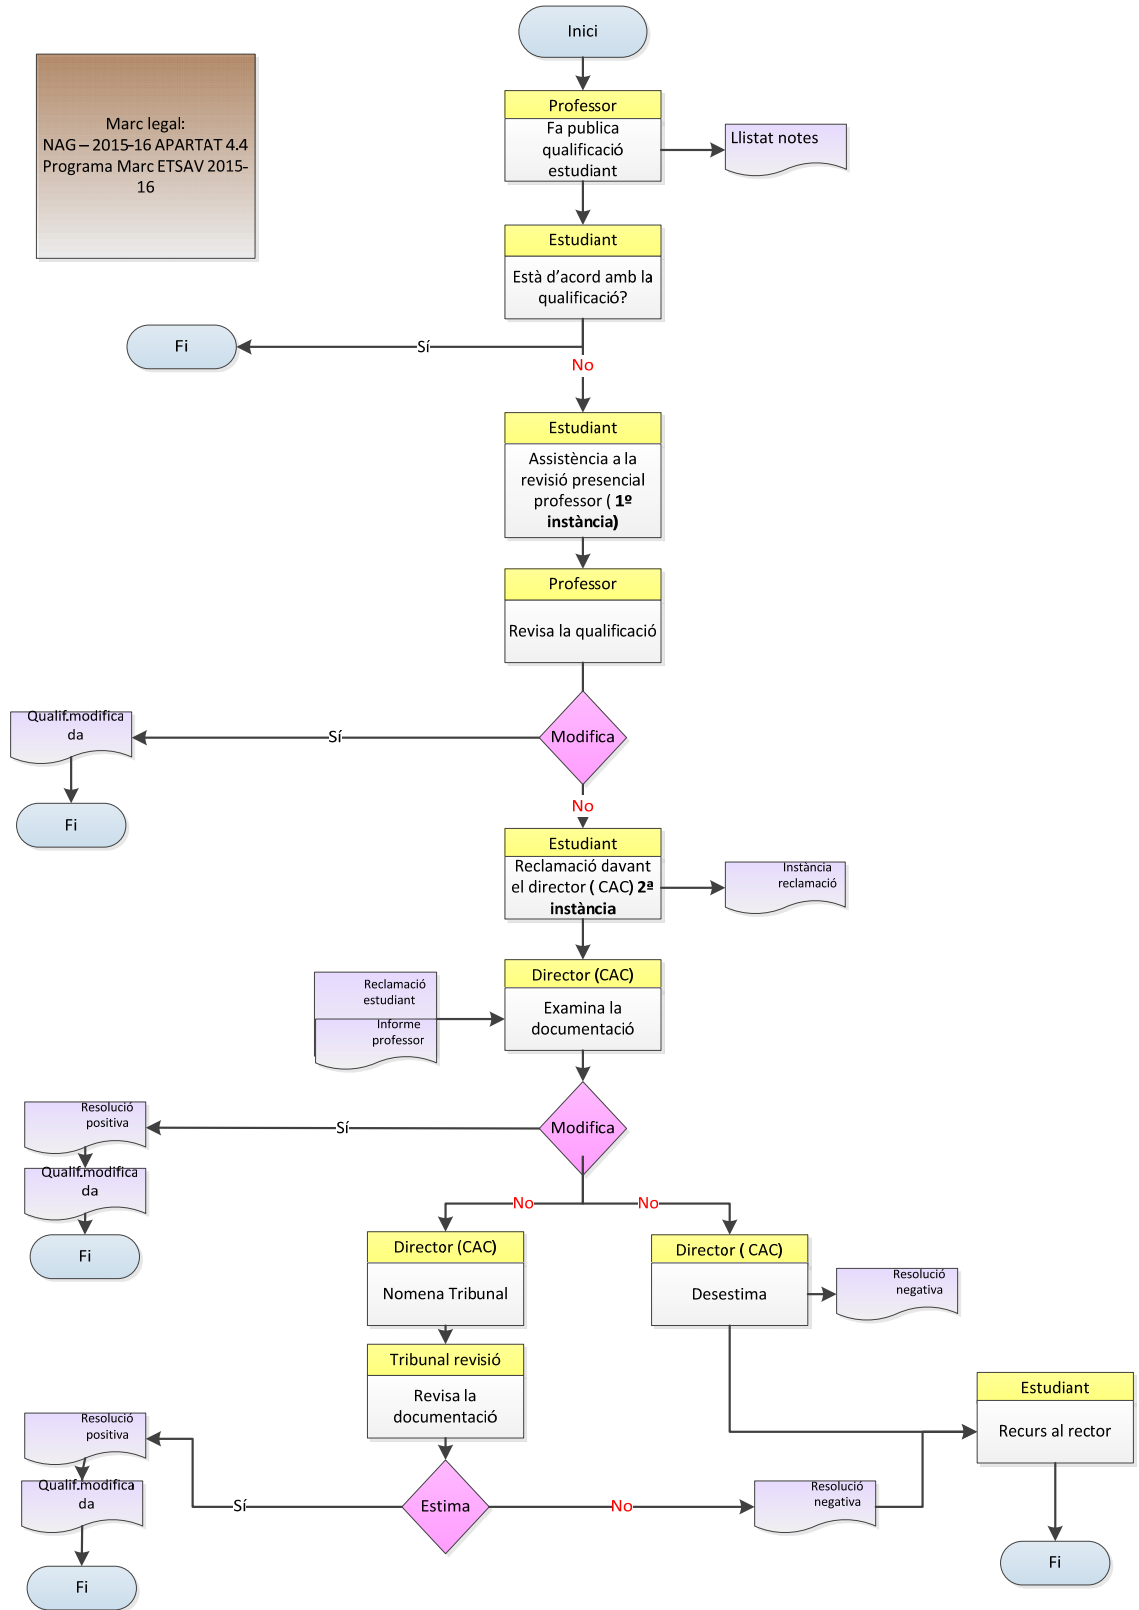 Inici
Marc legal:
NAG – 2015-16 APARTAT 4.4
Programa Marc ETSAV 2015-
16
Professor
Fa publica
qualificació
estudiant
Llistat notes
Estudiant
Està d’acord amb la
qualificació?
Fi
Sí
No
Estudiant
Assistència a la
revisió presencial
professor ( 1º
instància)
Professor
Revisa la qualificació
Qualif.modifica
da
Sí
Modifica
Fi
No
Estudiant
Reclamació davant
el director ( CAC) 2ª
instància
Instància
reclamació
Director (CAC)
Examina la
documentació
Reclamació
estudiant
Informe
professor
Resolució
positiva
Sí
Modifica
Qualif.modifica
da
Fi
No
No
Director (CAC)
Nomena Tribunal
Director ( CAC)
Desestima
Resolució
negativa
Tribunal revisió
Revisa la
documentació
Estudiant
Recurs al rector
Resolució
positiva
Qualif.modifica
da
Sí
Estima
No
Resolució
negativa
Fi
Fi